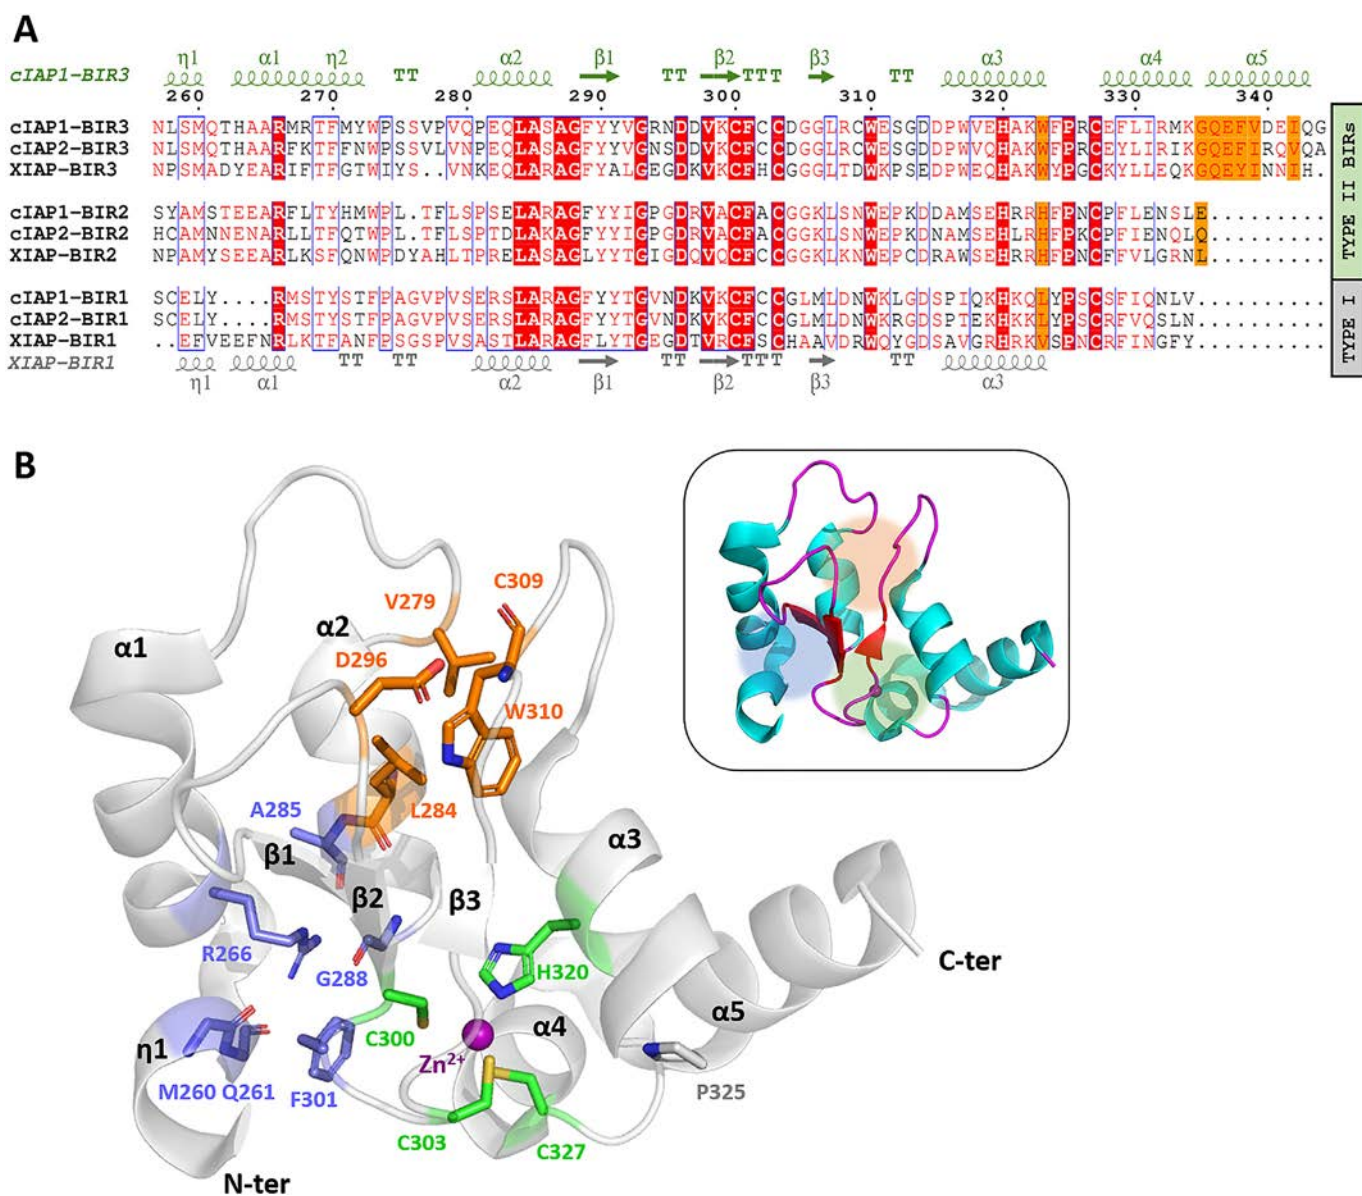 A
η1 α1 η2 α2 β1 β2 β3 α3 α4 α5
cIAP1-BIR3 TT TT TTT TT
260 270 280 290 300 310 320 330 340
cIAP1-BIR3 NLSMQTHAARMRTFMYWPSSVPVQPEQLASAGFYYVGRNDDVKCFCCDGGLRCWESGDDPWVEHAKWFPRCEFLIRMKGQEFVDEIQG
cIAP2-BIR3 NLSMQTHAARFKTFFNWPSSVLVNPEQLASAGFYYVGNSDDVKCFCCDGGLRCWESGDDPWVQHAKWFPRCEYLIRIKGQEFIRQVQA
XIAP-BIR3 NPSMADYEARIFTFGTWIYS..VNKEQLARAGFYALGEGDKVKCFHCGGGLTDWKPSEDPWEQHAKWYPGCKYLLEQKGQEYINNIH.
SYAMSTEEARFLTYHMWPL.TFLSPSELARAGFYYIGPGDRVACFACGGKLSNWEPKDDAMSEHRRHFPNCPFLENSLE.........
cIAP1-BIR2
cIAP2-BIR2 HCAMNNENARLLTFQTWPL.TFLSPTDLAKAGFYYIGPGDRVACFACGGKLSNWEPKDNAMSEHLRHFPKCPFIENQLQ.........
XIAP-BIR2 NPAMYSEEARLKSFQNWPDYAHLTPRELASAGLYYTGIGDQVQCFCCGGKLKNWEPCDRAWSEHRRHFPNCFFVLGRNL.........
cIAP1-BIR1 SCELY....RMSTYSTFPAGVPVSERSLARAGFYYTGVNDKVKCFCCGLMLDNWKLGDSPIQKHKQLYPSCSFIQNLV..........
cIAP2-BIR1 SCELY....RMSTYSTFPAGVPVSERSLARAGFYYTGVNDKVKCFCCGLMLDNWKRGDSPTEKHKKLYPSCRFVQSLN..........
XIAP-BIR1 ..EFVEEFNRLKTFANFPSGSPVSASTLARAGFLYTGEGDTVRCFSCHAAVDRWQYGDSAVGRHRKVSPNCRFINGFY..........
XIAP-BIR1 TT TT TT TTT TT
η1 α1 α2 β1 β2 β3 α3
TYPE II BIRs
TYPE I
B
C309
V279
α2
α1
D296
W310
A285
L284
β1
α3
β2
β3
R266
G288
H320
C-ter
α5
C300
α4
η1
Zn2+
M260 Q261
F301
P325
C303
C327
N-ter